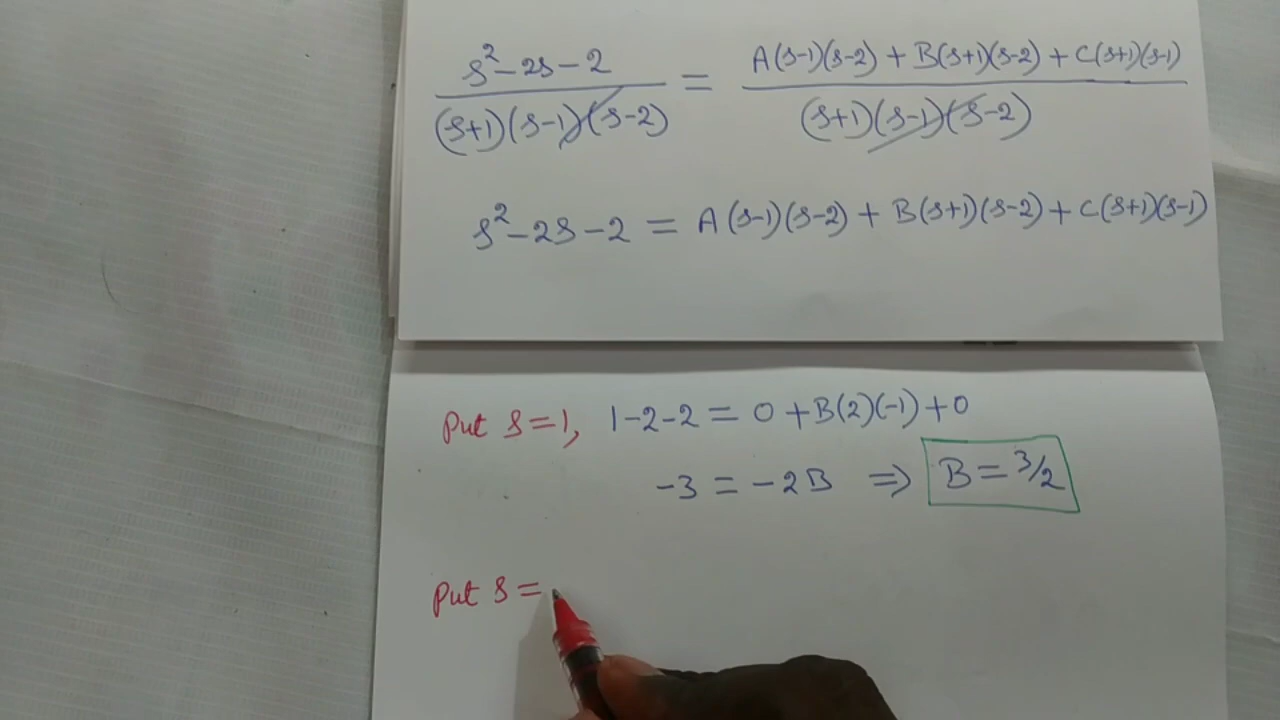 s²-2s-2 / (s+1)(s-1)(s-2) = A(s-1)(s-2) + B(s+1)(s-2) + C(s+1)(s-1) / (s+1)(s-1)(s-2)
s²-2s-2 = A(s-1)(s-2) + B(s+1)(s-2) + C(s+1)(s-1)
Put s=1, 1-2-2 = 0+B(2)(-1)+0
-3 = -2B ⇒ B = 3/2
Put s=